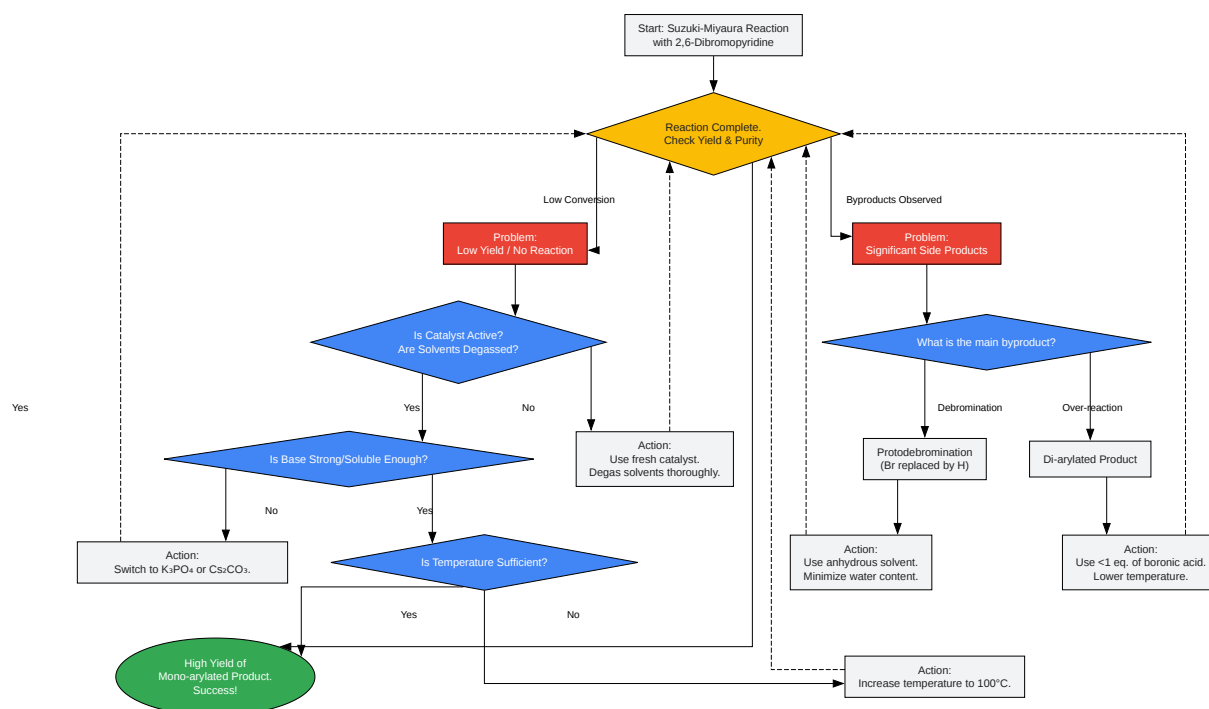 Start: Suzuki-Miyaura Reaction
with 2,6-Dibromopyridine
Reaction Complete.
Check Yield & Purity
Low Conversion
Byproducts Observed
Problem:
Low Yield / No Reaction
Problem:
Significant Side Products
Is Catalyst Active?
Are Solvents Degassed?
What is the main byproduct?
Yes
Yes
No
Debromination
Over-reaction
Is Base Strong/Soluble Enough?
Action:
Use fresh catalyst.
Degas solvents thoroughly.
Protodebromination
(Br replaced by H)
Di-arylated Product
No
Yes
Action:
Switch to K₃PO₄ or Cs₂CO₃.
Is Temperature Sufficient?
Action:
Use anhydrous solvent.
Minimize water content.
Action:
Use <1 eq. of boronic acid.
Lower temperature.
Yes
No
High Yield of
Mono-arylated Product.
Success!
Action:
Increase temperature to 100°C.